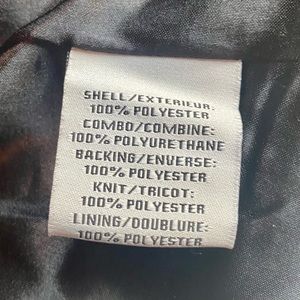 SHELL/EXTERIEUR:
100% POLYESTER
COMBO/COMBINE:
100% POLYURETHANE
BACKING/ENVERSE:
100% POLYESTER
KNIT/TRICOT:
100% POLYESTER
LINING/DOUBLURE:
100% POLYESTER